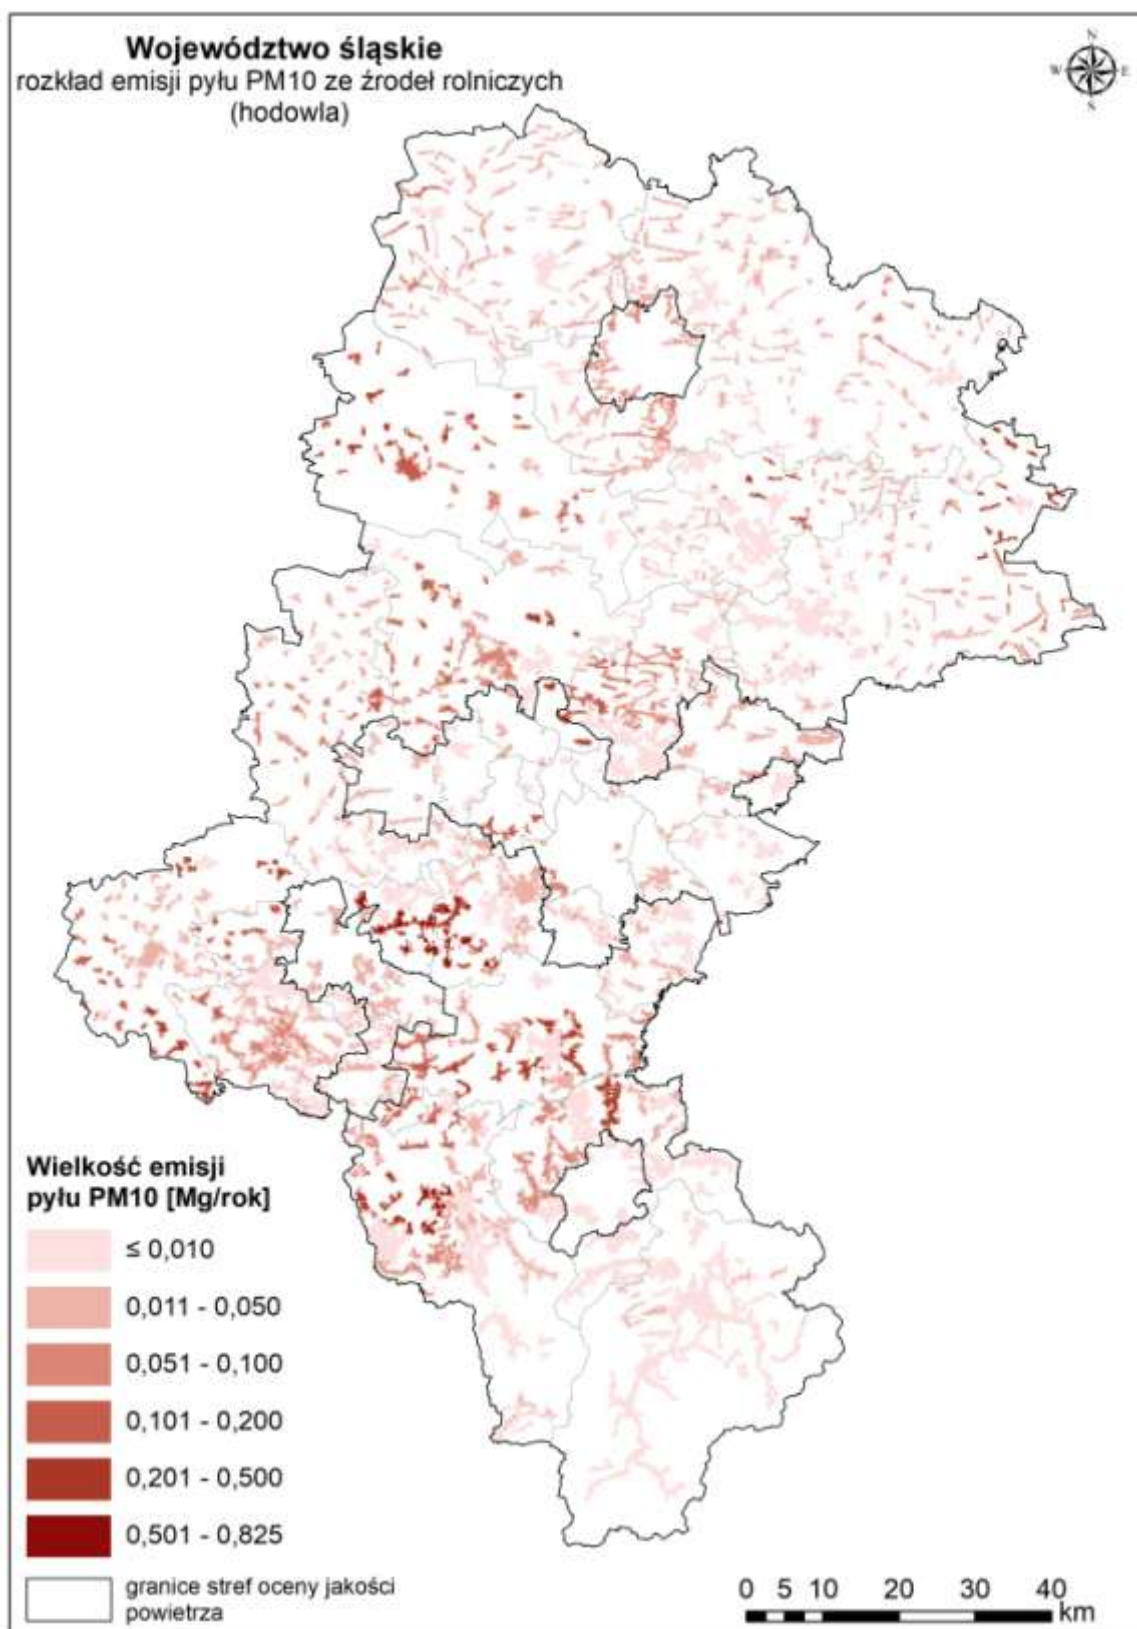 Województwo śląskie
rozkład emisji pyłu PM10 ze źrodeł rolniczych
(hodowla)
N
W E
S
Wielkość emisji
pyłu PM10 [Mg/rok]
≤ 0,010
0,011 - 0,050
0,051 - 0,100
0,101 - 0,200
0,201 - 0,500
0,501 - 0,825
granice stref oceny jakości
powietrza
0 5 10 20 30 40
km